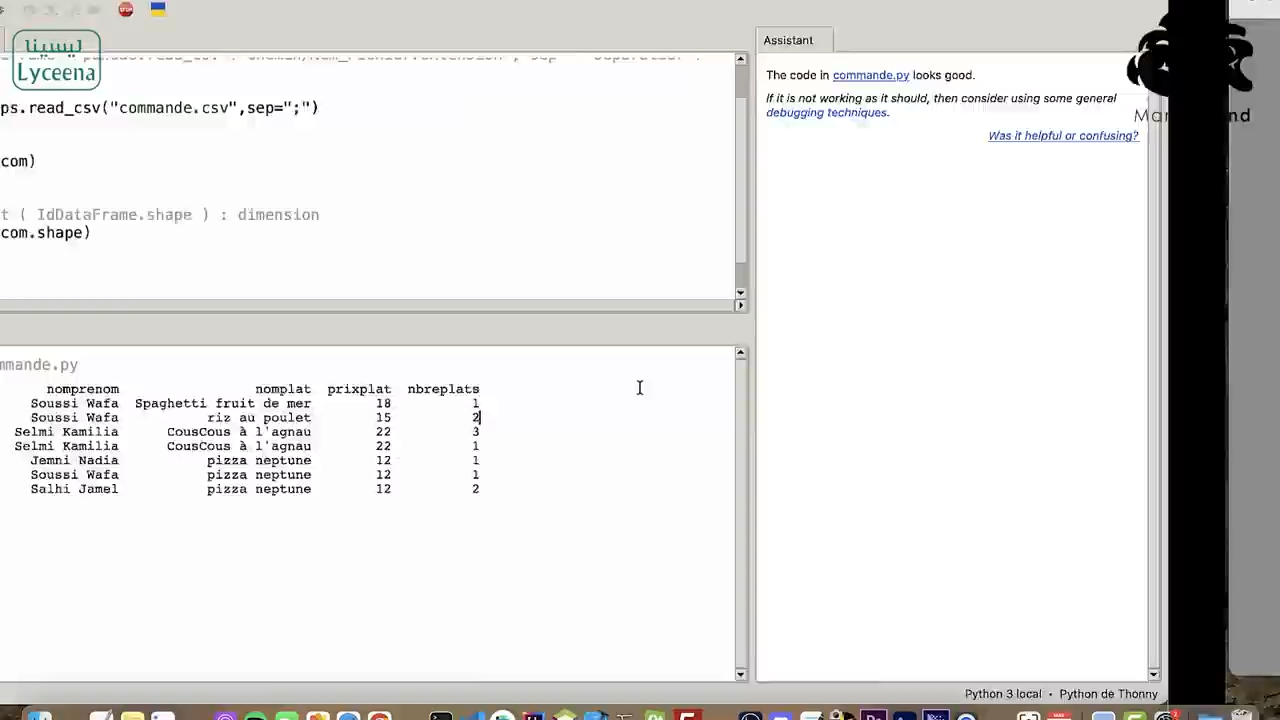 ليسينا
Lyceena
ps.read_csv("commande.csv",sep=";")
com)
t ( IdDataFrame.shape ) : dimension
com.shape)
mmande.py
nomprenom nomplat prixplat nbreplats
Soussi Wafa Spaghetti fruit de mer 18 1
Soussi Wafa riz au poulet 15 2
Selmi Kamilia CousCous à l'agnau 22 3
Selmi Kamilia CousCous à l'agnau 22 1
Jemni Nadia pizza neptune 12 1
Soussi Wafa pizza neptune 12 1
Salhi Jamel pizza neptune 12 2
Assistant
The code in commande.py looks good.
If it is not working as it should, then consider using some general
debugging techniques.
Was it helpful or confusing?
Python 3 local • Python de Thonny